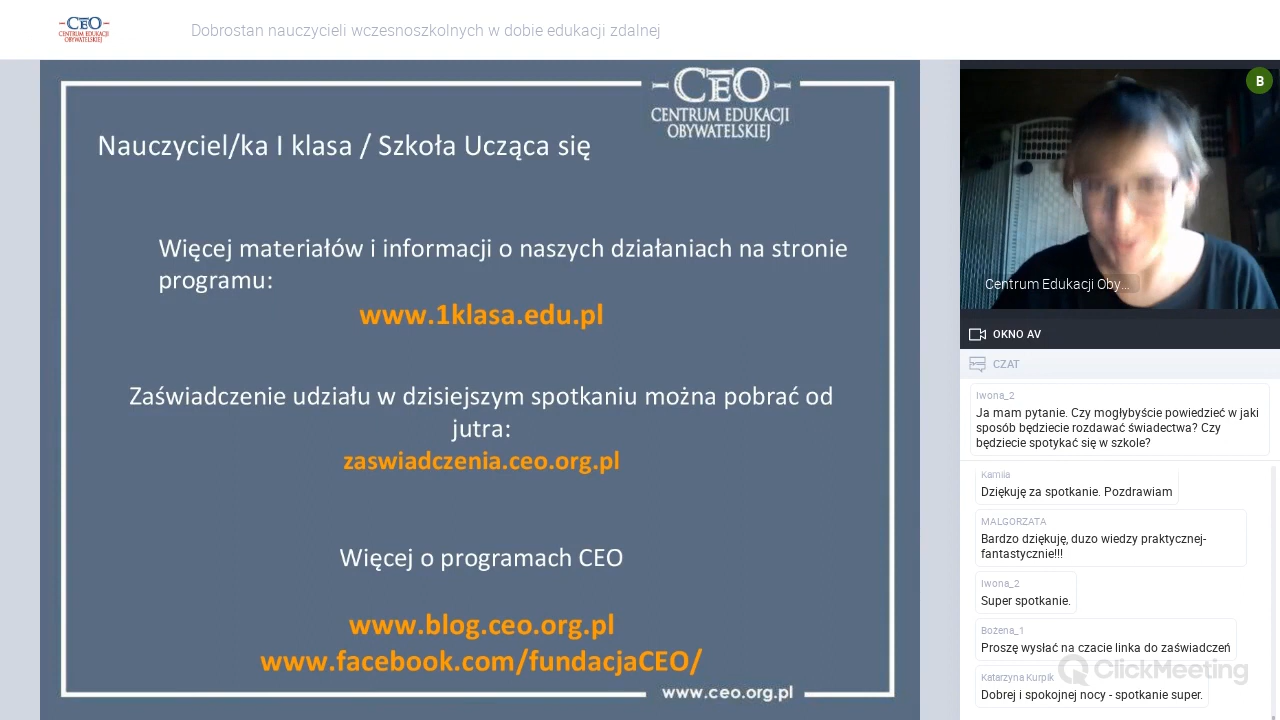 CEO
CENTRUM EDUKACJI
OBYWATELSKIEJ
Dobrostan nauczycieli wczesnoszkolnych w dobie edukacji zdalnej
CEO
CENTRUM EDUKACJI
OBYWATELSKIEJ
Nauczyciel/ka I klasa / Szkoła Ucząca się
Więcej materiałów i informacji o naszych działaniach na stronie
programu:
www.1klasa.edu.pl
Zaświadczenie udziału w dzisiejszym spotkaniu można pobrać od
jutra:
zaswiadczenia.ceo.org.pl
Więcej o programach CEO
www.blog.ceo.org.pl
www.facebook.com/fundacjaCEO/
www.ceo.org.pl
B
Centrum Edukacji Oby...
OKNO AV
CZAT
Iwona_2
Ja mam pytanie. Czy mogłybyście powiedzieć w jaki
sposób będziecie rozdawać świadectwa? Czy
będziecie spotykać się w szkole?
Kamila
Dziękuję za spotkanie. Pozdrawiam
MALGORZATA
Bardzo dziękuję, duzo wiedzy praktycznej-
fantastycznie!!!
Iwona_2
Super spotkanie.
Bożena_1
Proszę wysłać na czacie linka do zaświadczeń
Katarzyna Kurpik
Dobrej i spokojnej nocy - spotkanie super.
ClickMeeting